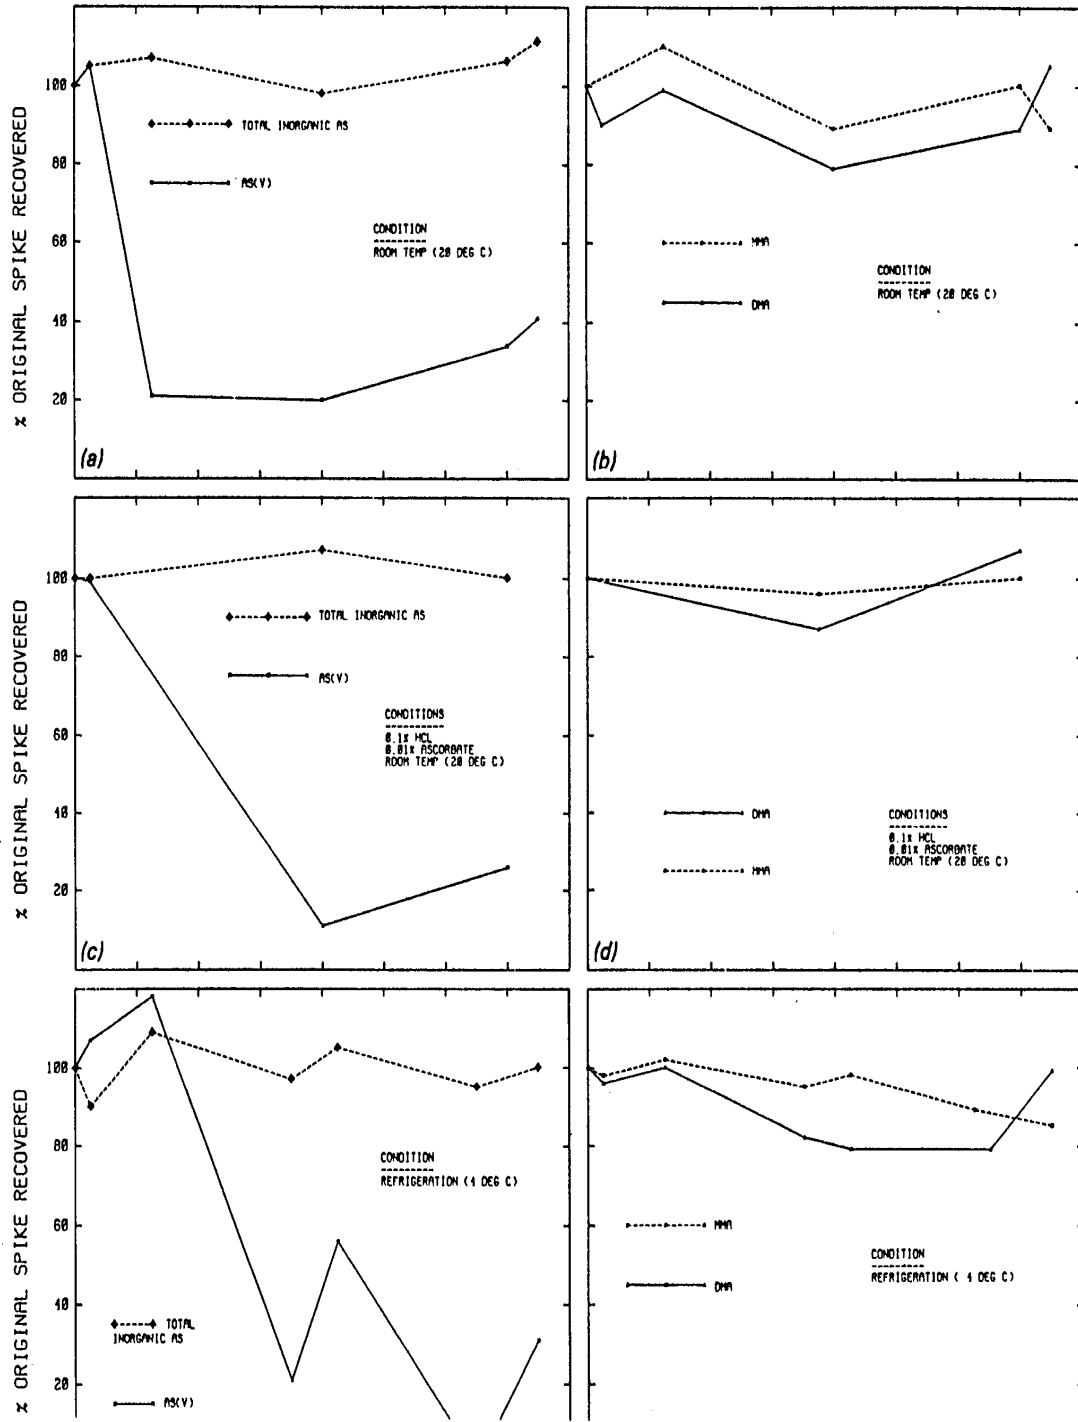 % ORIGINAL SPIKE RECOVERED
100
80
60
40
20
TOTAL INORGANIC AS
AS(V)
CONDITION
ROOM TEMP (20 DEG C)
(a)
MMA
DMA
CONDITION
ROOM TEMP (20 DEG C)
(b)
% ORIGINAL SPIKE RECOVERED
100
80
60
40
20
TOTAL INORGANIC AS
AS(V)
CONDITIONS
0.1% HCL
0.01% ASCORBATE
ROOM TEMP (20 DEG C)
(c)
DMA
MMA
CONDITIONS
0.1% HCL
0.01% ASCORBATE
ROOM TEMP (20 DEG C)
(d)
% ORIGINAL SPIKE RECOVERED
100
80
60
40
20
CONDITION
REFRIGERATION (4 DEG C)
TOTAL
INORGANIC AS
AS(V)
MMA
DMA
CONDITION
REFRIGERATION ( 4 DEG C)